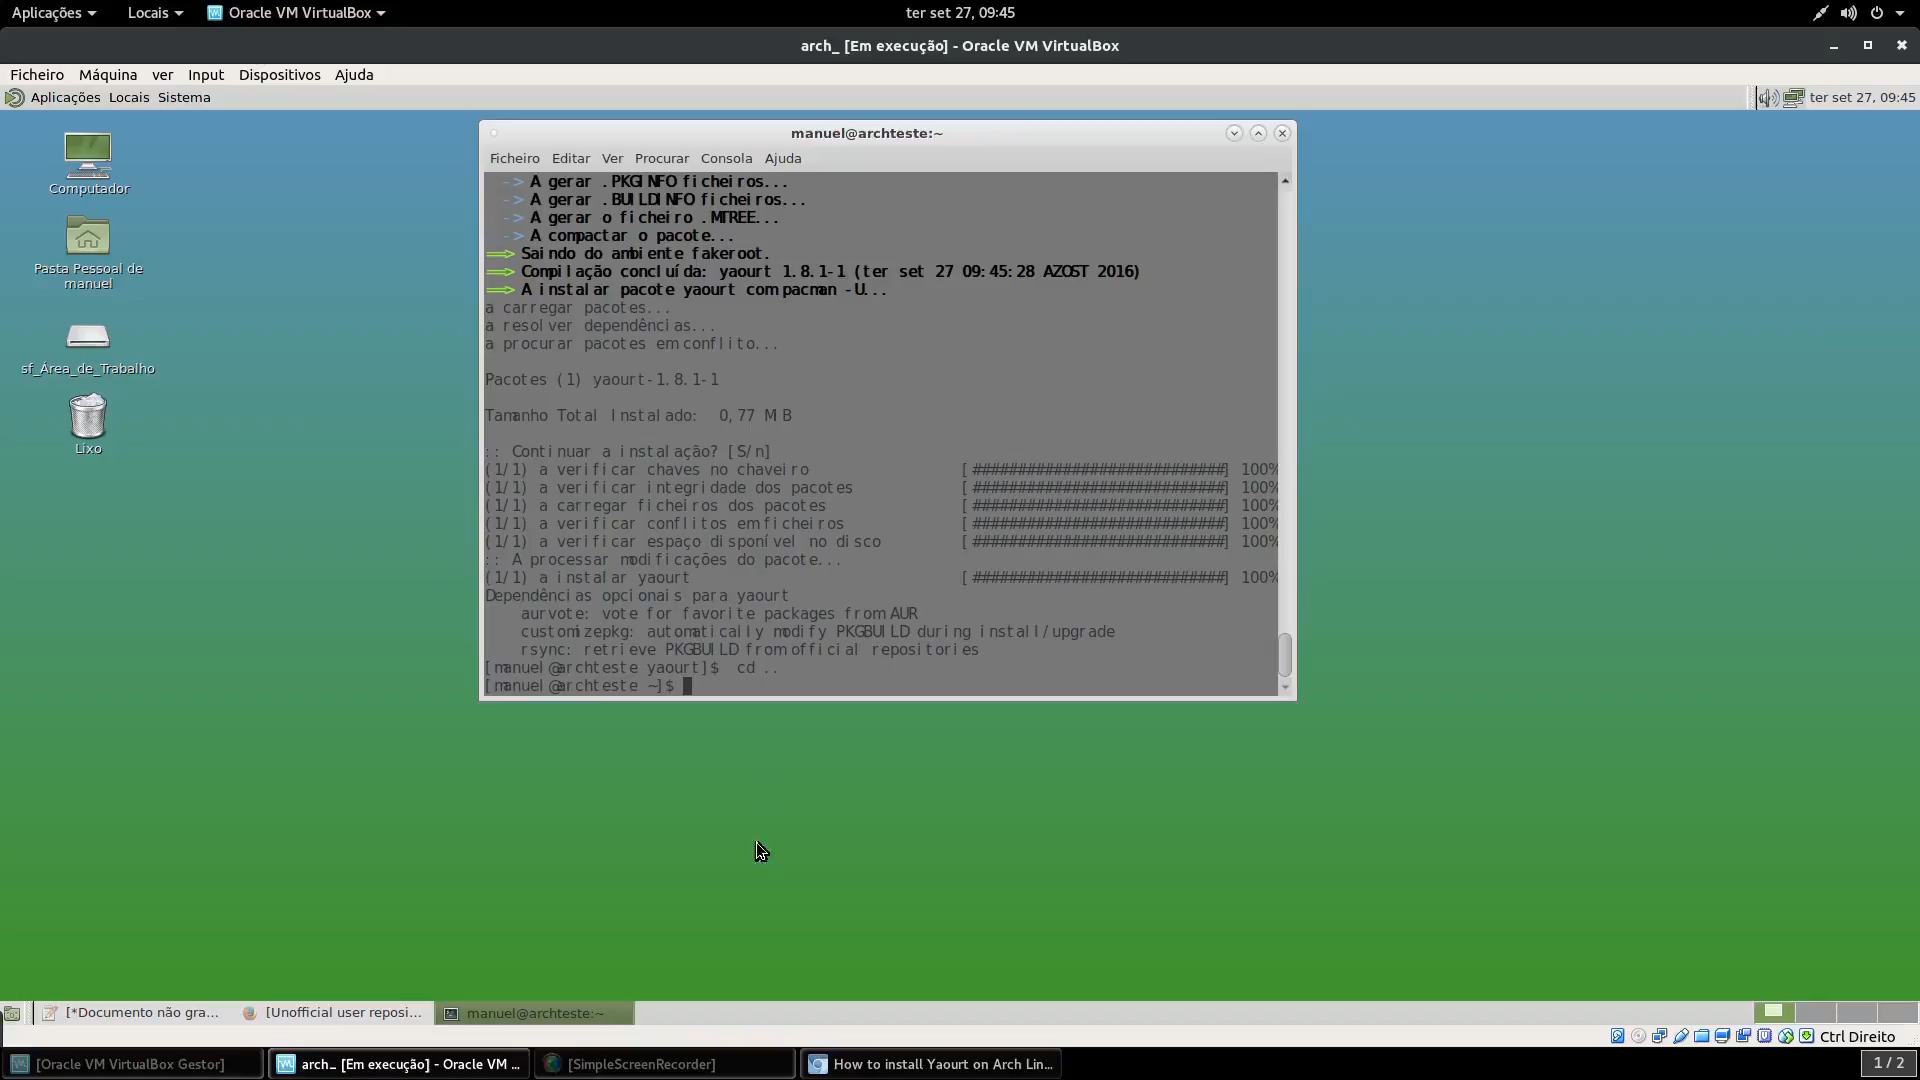 Aplicações Locais Oracle VM VirtualBox ter set 27, 09:45
arch_ [Em execução] - Oracle VM VirtualBox
Ficheiro Máquina ver Input Dispositivos Ajuda
Aplicações Locais Sistema ter set 27, 09:45
Computador
Pasta Pessoal de
manuel
sf_Área_de_Trabalho
Lixo
manuel@archteste:~
Ficheiro Editar Ver Procurar Consola Ajuda
-> A gerar .PKGINFO ficheiros...
-> A gerar .BUILDINFO ficheiros...
-> A gerar o ficheiro .MTREE...
-> A compactar o pacote...
==> Saindo do ambiente fakeroot.
==> Compilação concluída: yaourt 1.8.1-1 (ter set 27 09:45:28 AZOST 2016)
==> A instalar pacote yaourt com pacman -U...
a carregar pacotes...
a resolver dependências...
a procurar pacotes em conflito...
Pacotes (1) yaourt-1.8.1-1
Tamanho Total Instalado: 0,77 MiB
:: Continuar a instalação? [S/n]
(1/1) a verificar chaves no chaveiro [############################] 100%
(1/1) a verificar integridade dos pacotes [############################] 100%
(1/1) a carregar ficheiros dos pacotes [############################] 100%
(1/1) a verificar conflitos em ficheiros [############################] 100%
(1/1) a verificar espaço disponível no disco [############################] 100%
:: A processar modificações do pacote...
(1/1) a instalar yaourt [############################] 100%
Dependências opcionais para yaourt
aurvote: vote for favorite packages from AUR
customizepkg: automatically modify PKGBUILD during install/upgrade
rsync: retrieve PKGBUILD from official repositories
[manuel@archteste yaourt]$ cd ..
[manuel@archteste ~]$
[*Documento não gra... [Unofficial user reposi... manuel@archteste:~
Ctrl Direito
[Oracle VM VirtualBox Gestor] arch_ [Em execução] - Oracle VM ... [SimpleScreenRecorder] How to install Yaourt on Arch Lin... 1 / 2